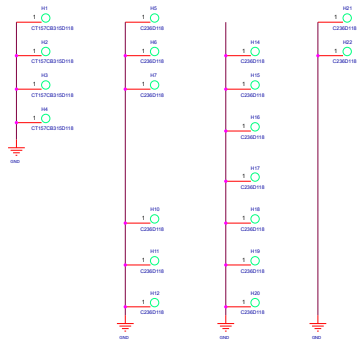 H1
1
CT157CB315D118
H2
1
CT157CB315D118
H3
1
CT157CB315D118
H4
1
CT157CB315D118
GND
H5
1
C236D118
H6
1
C236D118
H7
1
C236D118
H10
1
C236D118
H11
1
C236D118
H12
1
C236D118
GND
H14
1
C236D118
H15
1
C236D118
H16
1
C236D118
H17
1
C236D118
H18
1
C236D118
H19
1
C236D118
H20
1
C236D118
GND
H21
1
C236D118
H22
1
C236D118
GND